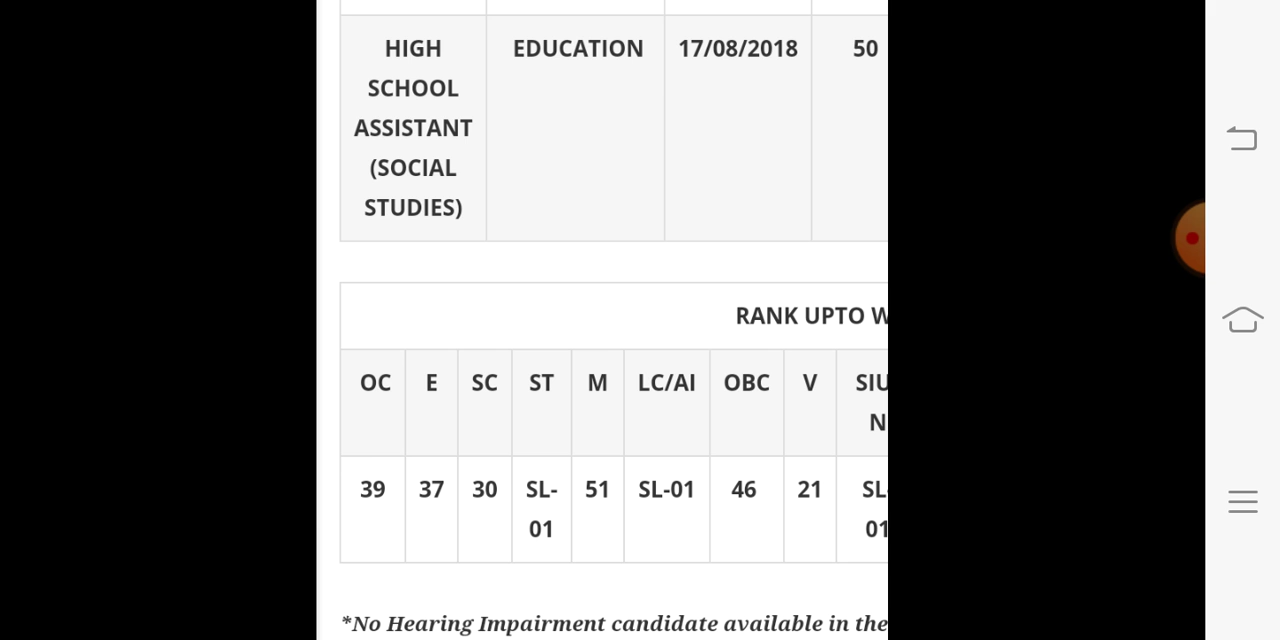 HIGH SCHOOL ASSISTANT (SOCIAL STUDIES) EDUCATION 17/08/2018 50
RANK UPTO
OC E SC ST M LC/AI OBC V
39 37 30 SL-01 51 SL-01 46 21
*No Hearing Impairment candidate available in the